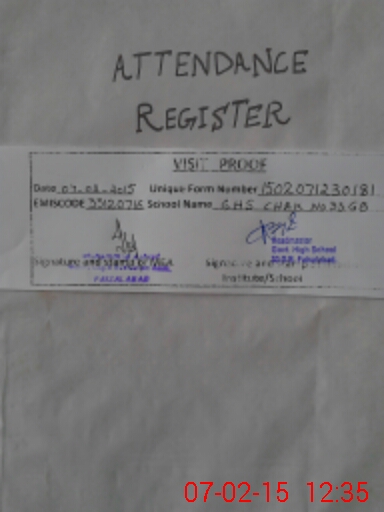 ATTENDANCE
REGISTER
VISIT PROOF
Date 07-02-2015 Unique Form Number 1502071230181
EMISCODE 33120716 School Name GHS CHAK NO 33 GB
Signature and stamp of MEA
FAISALABAD
Headmaster
Govt. High School
Institute/School
07-02-15 12:35